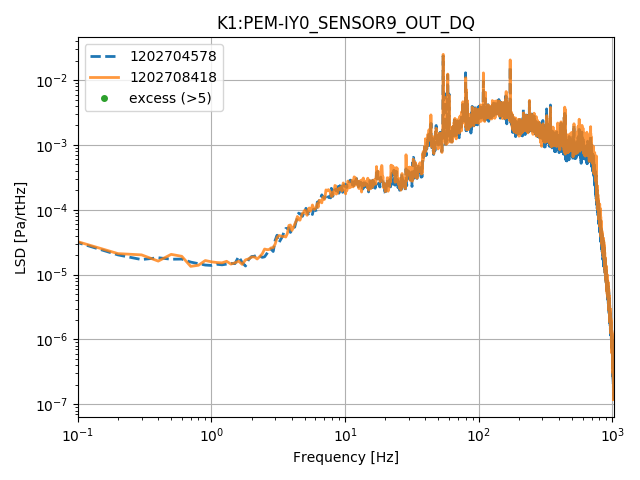 K1:PEM-IY0_SENSOR9_OUT_DQ
1202704578
1202708418
excess (>5)
LSD [Pa/rtHz]
10⁻²
10⁻³
10⁻⁴
10⁻⁵
10⁻⁶
10⁻⁷
10⁻¹ 10⁰ 10¹ 10² 10³
Frequency [Hz]